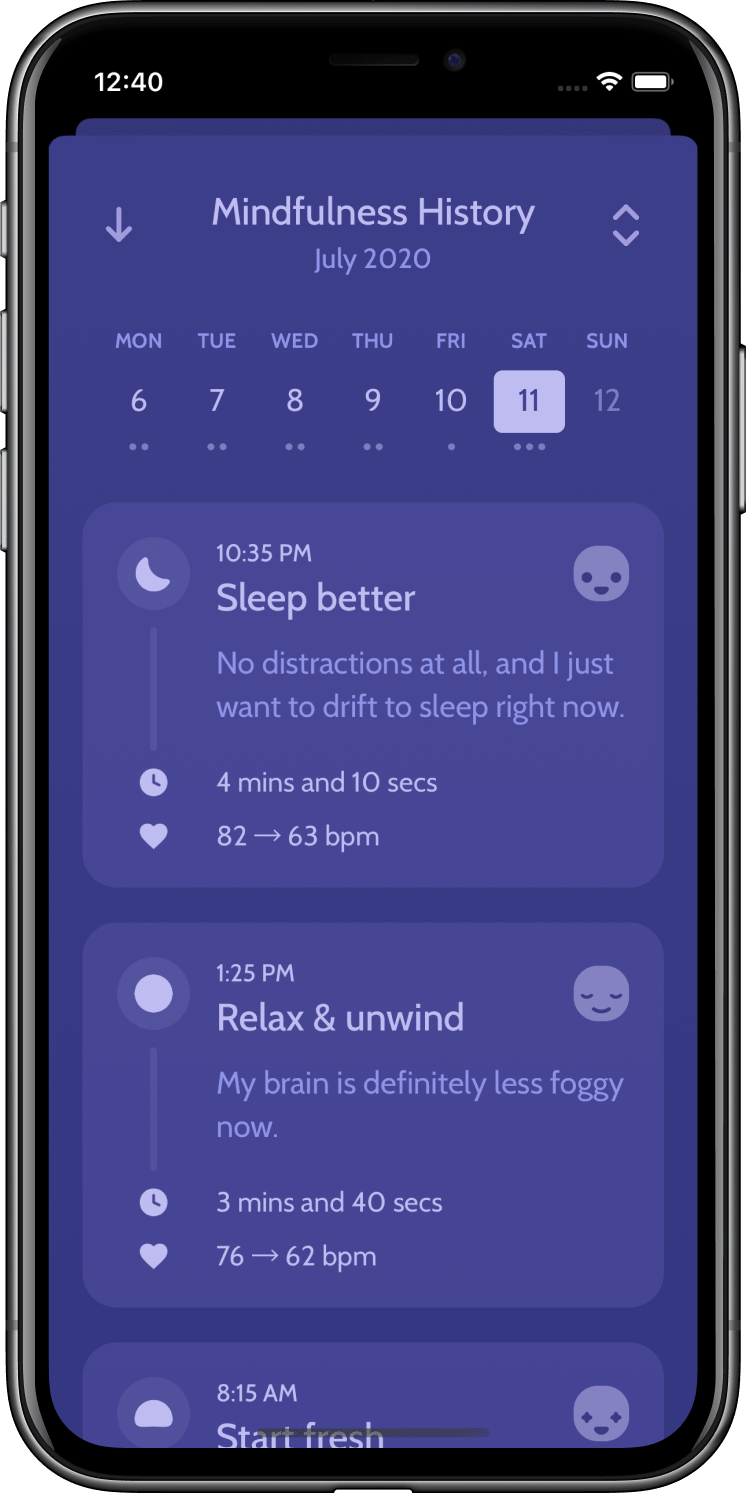 12:40
Mindfulness History
July 2020
MON TUE WED THU FRI SAT SUN
6 7 8 9 10 11 12
10:35 PM
Sleep better
No distractions at all, and I just
want to drift to sleep right now.
4 mins and 10 secs
82 → 63 bpm
1:25 PM
Relax & unwind
My brain is definitely less foggy
now.
3 mins and 40 secs
76 → 62 bpm
8:15 AM
Start fresh